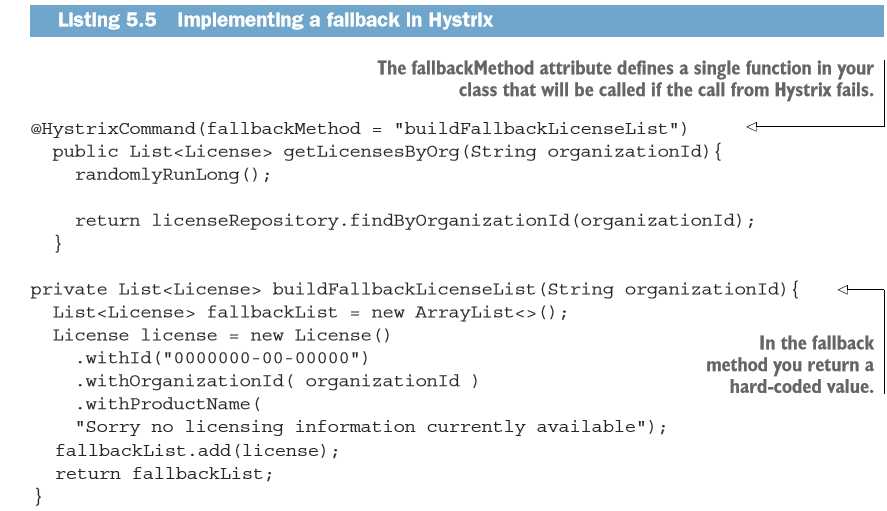 Listing 5.5 Implementing a fallback in Hystrix
The fallbackMethod attribute defines a single function in your
class that will be called if the call from Hystrix fails.
@HystrixCommand(fallbackMethod = "buildFallbackLicenseList")
public List<License> getLicensesByOrg(String organizationId){
randomlyRunLong();
return licenseRepository.findByOrganizationId(organizationId);
}
private List<License> buildFallbackLicenseList(String organizationId){
List<License> fallbackList = new ArrayList<>();
License license = new License()
.withId("0000000-00-00000")
.withOrganizationId( organizationId )
.withProductName(
"Sorry no licensing information currently available");
fallbackList.add(license);
return fallbackList;
}
In the fallback
method you return a
hard-coded value.